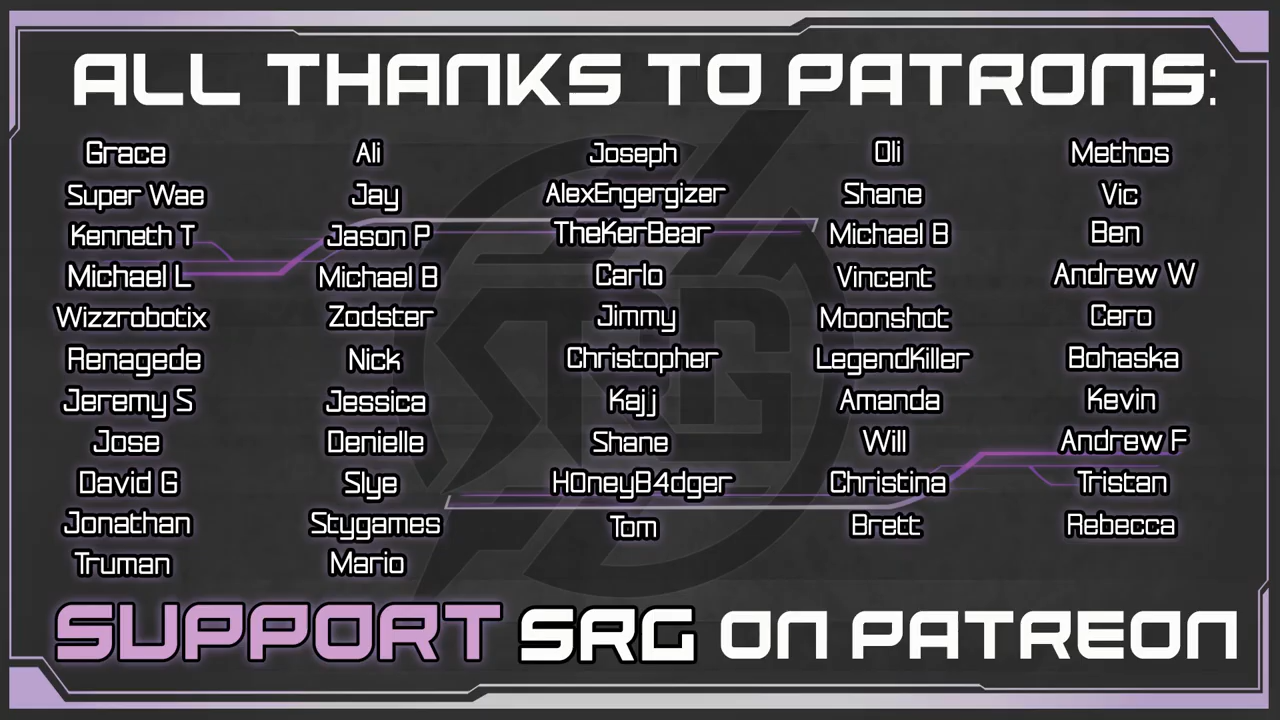 ALL THANKS TO PATRONS:
Grace
Super Wae
Kenneth T
Michael L
Wizzrobotix
Renagede
Jeremy S
Jose
David G
Jonathan
Truman
Ali
Jay
Jason P
Michael B
Zodster
Nick
Jessica
Denielle
Slye
Stygames
Mario
Joseph
AlexEngergizer
TheKerBear
Carlo
Jimmy
Christopher
Kajj
Shane
H0neyB4dger
Tom
Oli
Shane
Michael B
Vincent
Moonshot
LegendKiller
Amanda
Will
Christina
Brett
Methos
Vic
Ben
Andrew W
Cero
Bohaska
Kevin
Andrew F
Tristan
Rebecca
SRG
SUPPORT SRG ON PATREON